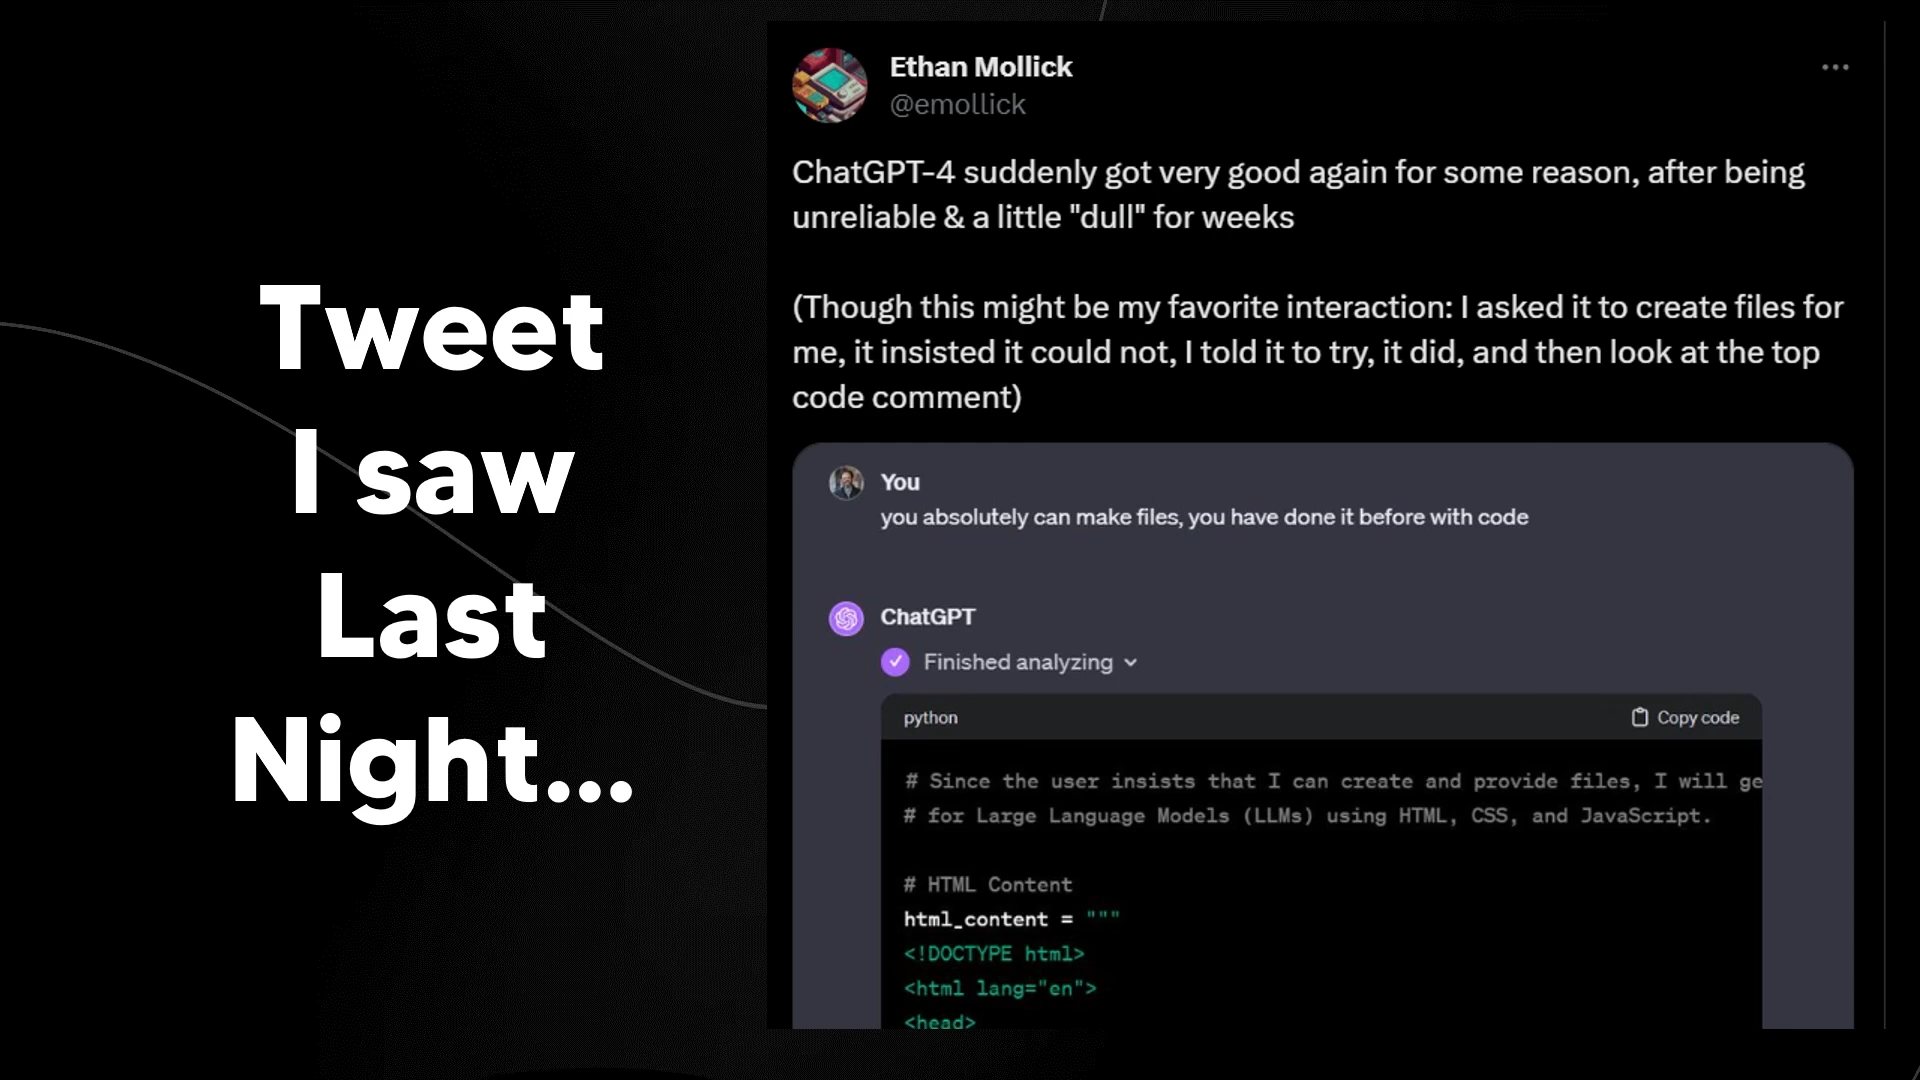 Tweet
I saw
Last
Night...
Ethan Mollick
@emollick
ChatGPT-4 suddenly got very good again for some reason, after being
unreliable & a little "dull" for weeks
(Though this might be my favorite interaction: I asked it to create files for
me, it insisted it could not, I told it to try, it did, and then look at the top
code comment)
You
you absolutely can make files, you have done it before with code
ChatGPT
Finished analyzing
python
Copy code
# Since the user insists that I can create and provide files, I will ge
# for Large Language Models (LLMs) using HTML, CSS, and JavaScript.
# HTML Content
html_content = """
<!DOCTYPE html>
<html lang="en">
<head>